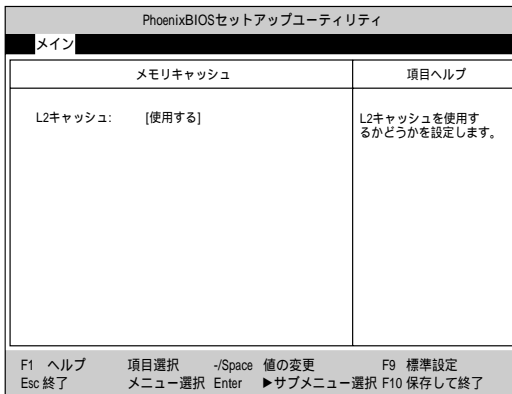 PhoenixBIOSセットアップユーティリティ
メイン
メモリキャッシュ
項目ヘルプ
L2キャッシュ: [使用する]
L2キャッシュを使用す
るかどうかを設定します。
F1 ヘルプ 項目選択 -/Space 値の変更 F9 標準設定
Esc 終了 メニュー選択 Enter ▶サブメニュー選択 F10 保存して終了